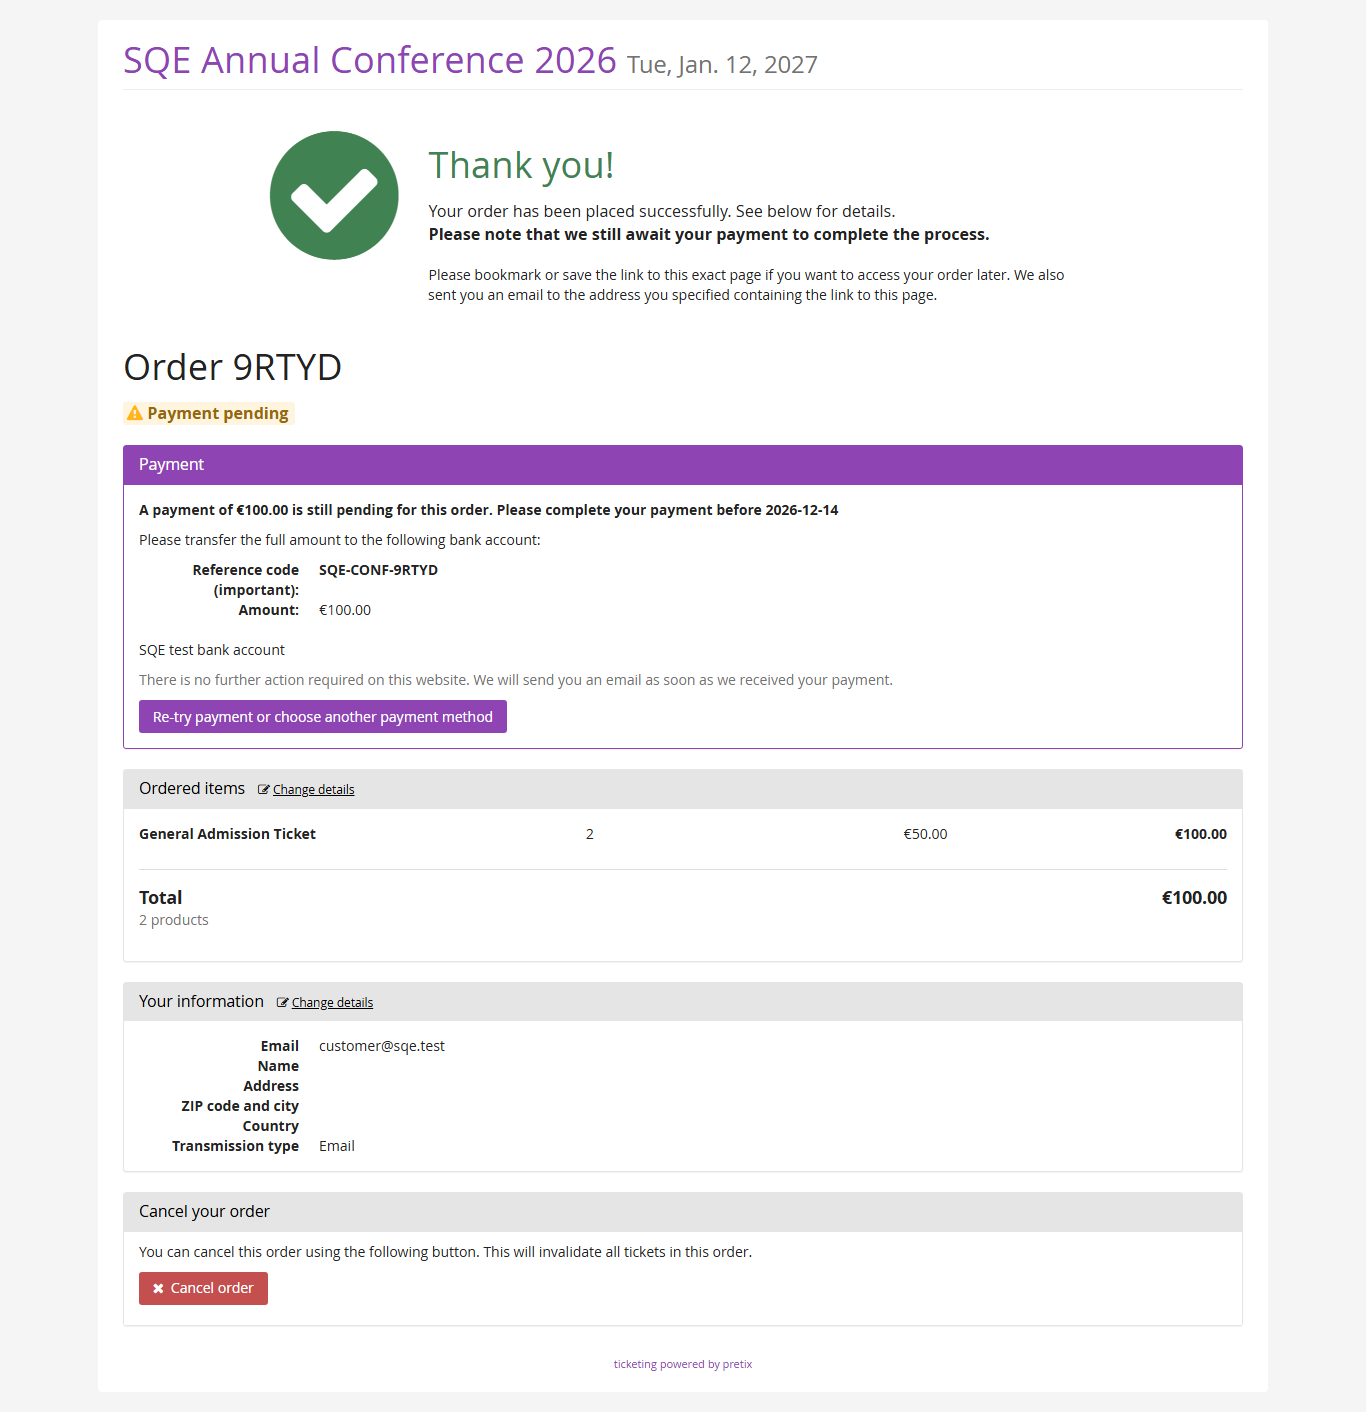 SQE Annual Conference 2026 Tue, Jan. 12, 2027
Thank you!
Your order has been placed successfully. See below for details.
Please note that we still await your payment to complete the process.
Please bookmark or save the link to this exact page if you want to access your order later. We also
sent you an email to the address you specified containing the link to this page.
Order 9RTYD
Payment pending
Payment
A payment of €100.00 is still pending for this order. Please complete your payment before 2026-12-14
Please transfer the full amount to the following bank account:
Reference code (important): SQE-CONF-9RTYD
Amount: €100.00
SQE test bank account
There is no further action required on this website. We will send you an email as soon as we received your payment.
Re-try payment or choose another payment method
Ordered items Change details
General Admission Ticket 2 €50.00 €100.00
Total €100.00
2 products
Your information Change details
Email customer@sqe.test
Name
Address
ZIP code and city
Country
Transmission type Email
Cancel your order
You can cancel this order using the following button. This will invalidate all tickets in this order.
Cancel order
ticketing powered by pretix